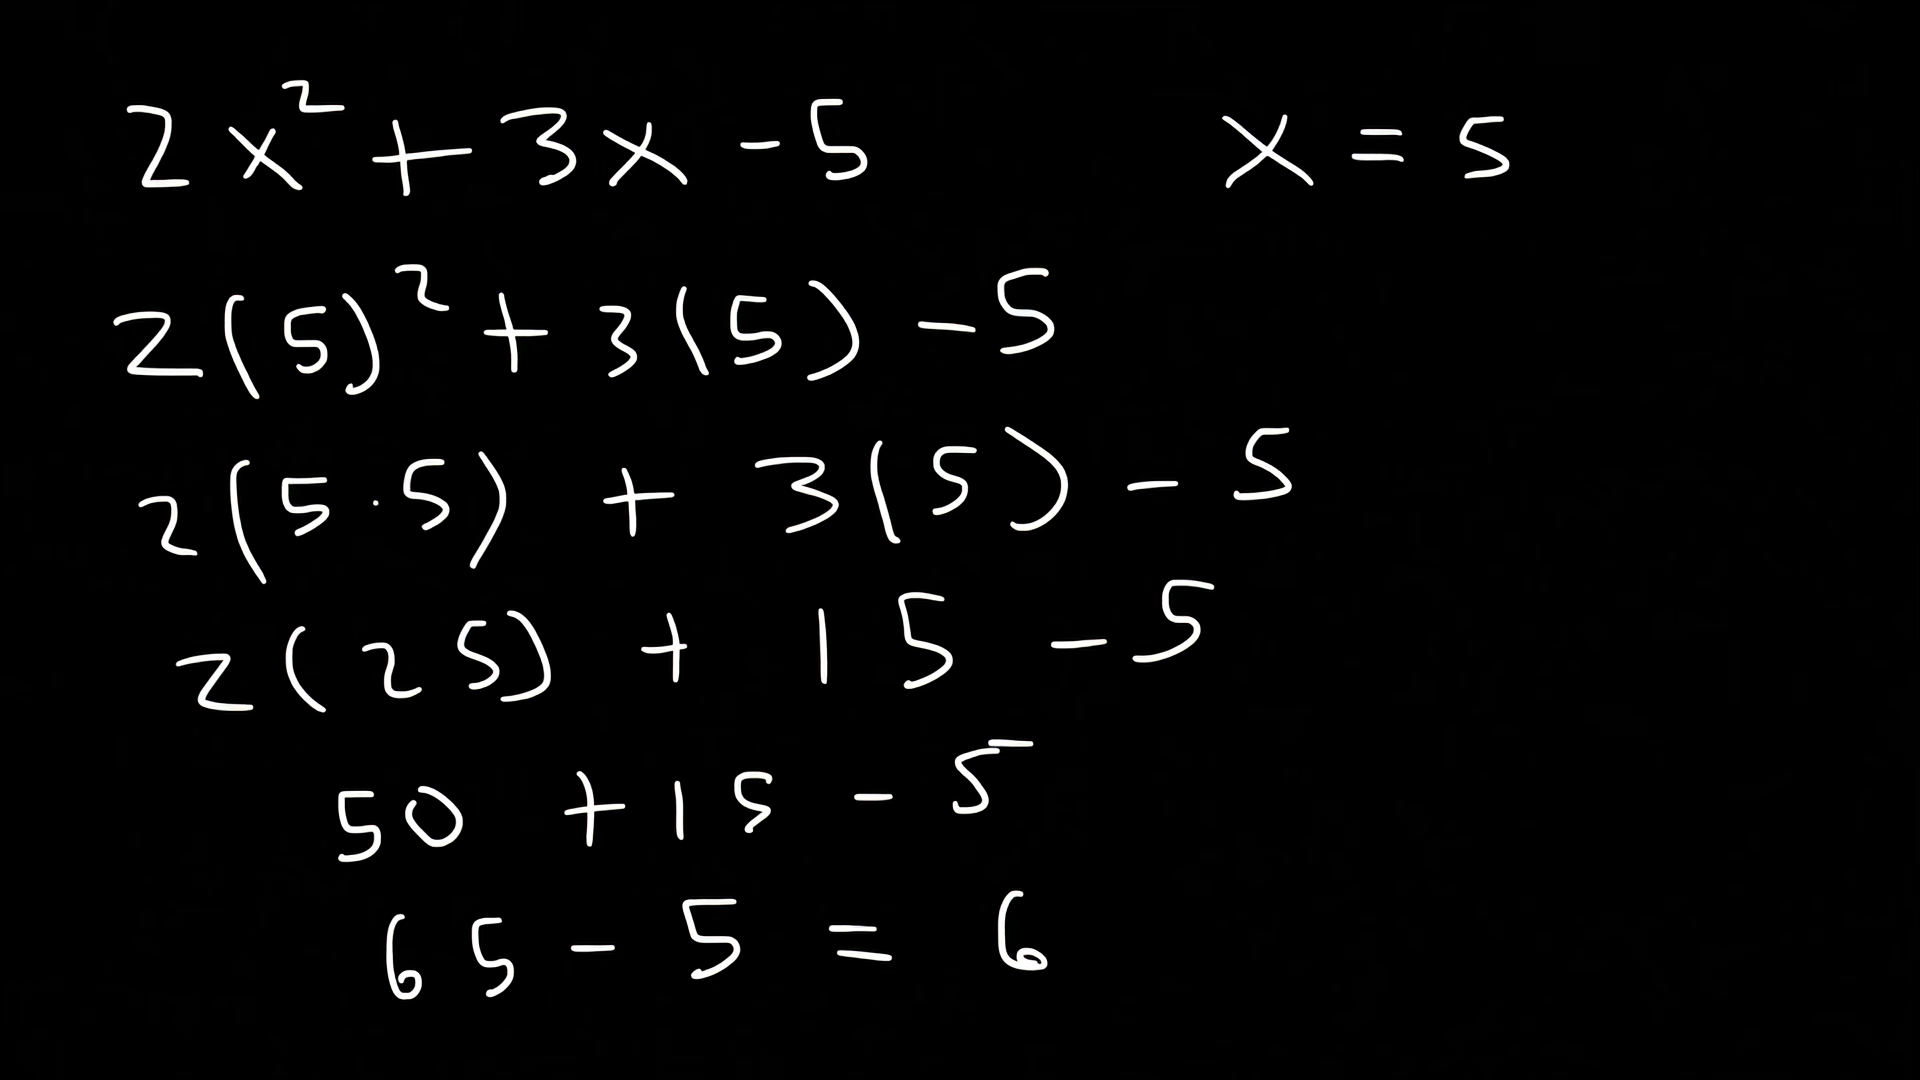 2x² + 3x - 5 x = 5
2(5)² + 3(5) - 5
2(5·5) + 3(5) - 5
2(25) + 15 - 5
50 + 15 - 5
65 - 5 = 6